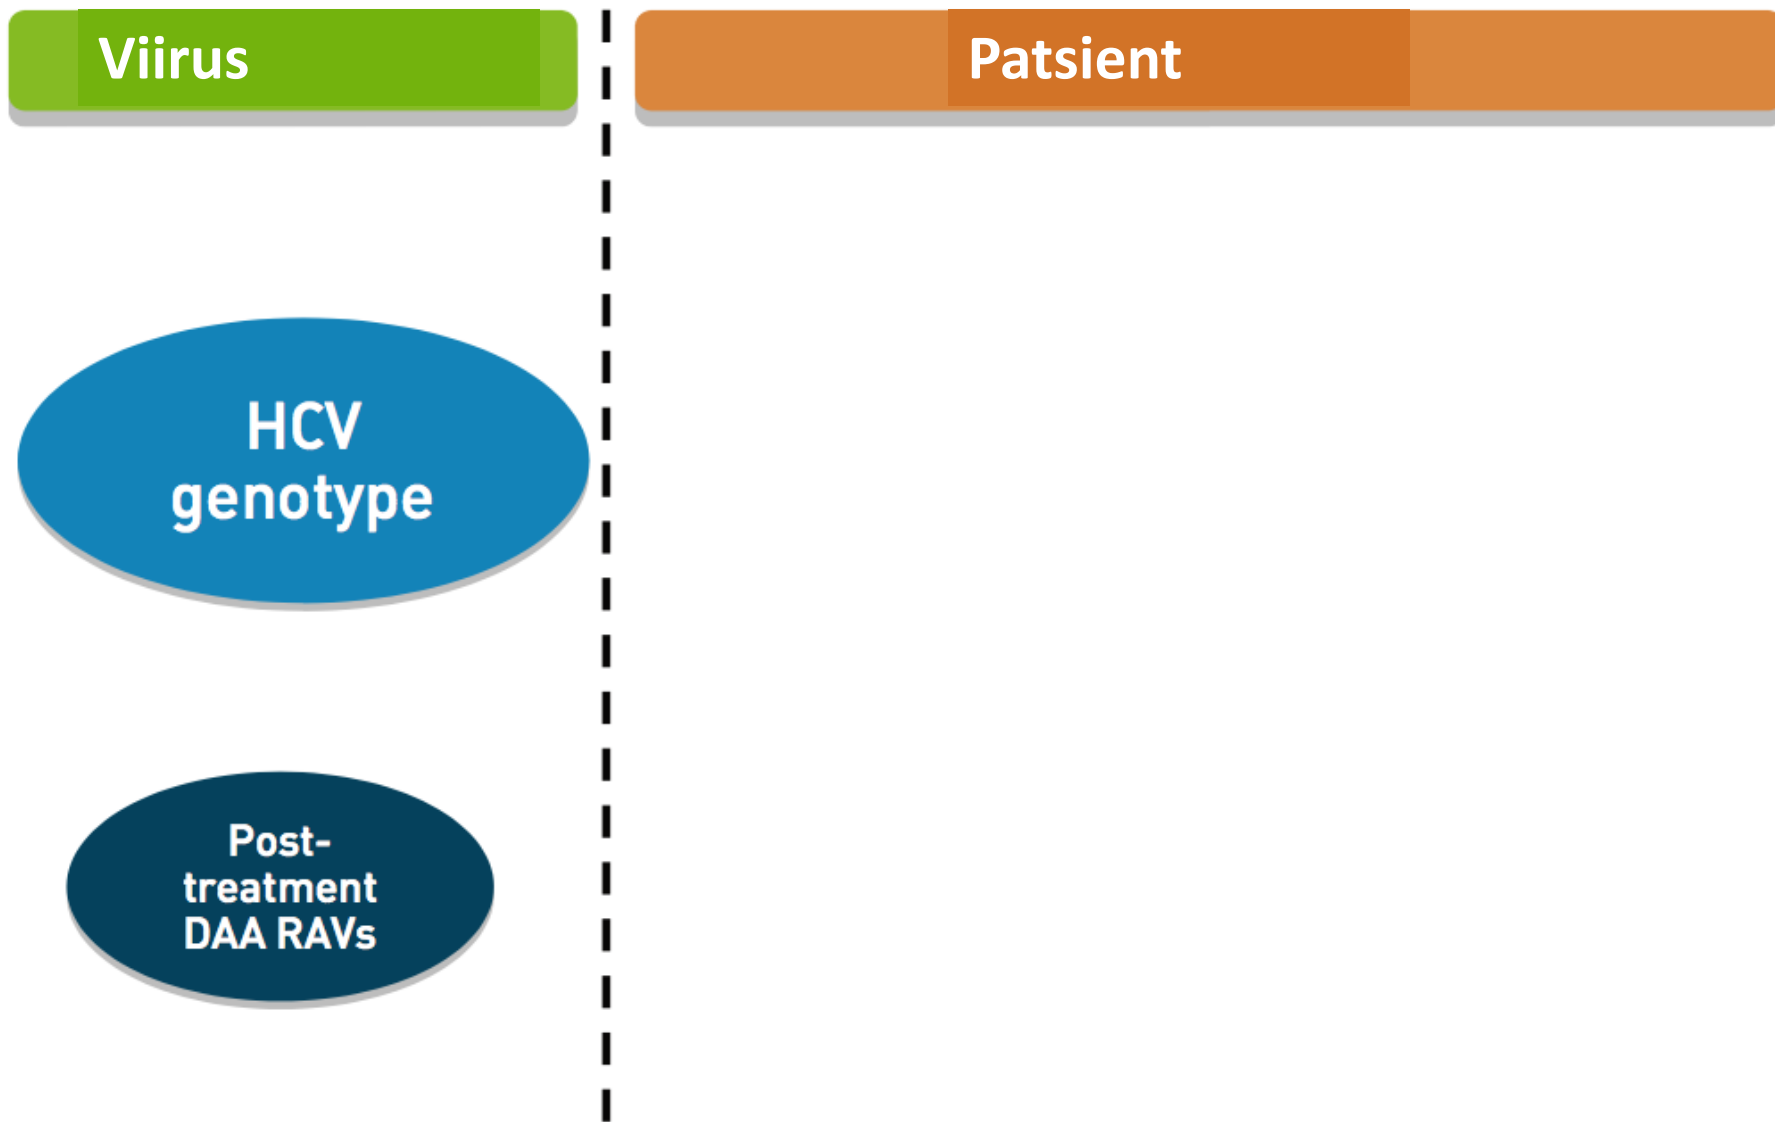 Viirus
Patsient
HCV
genotype
Post-
treatment
DAA RAVs